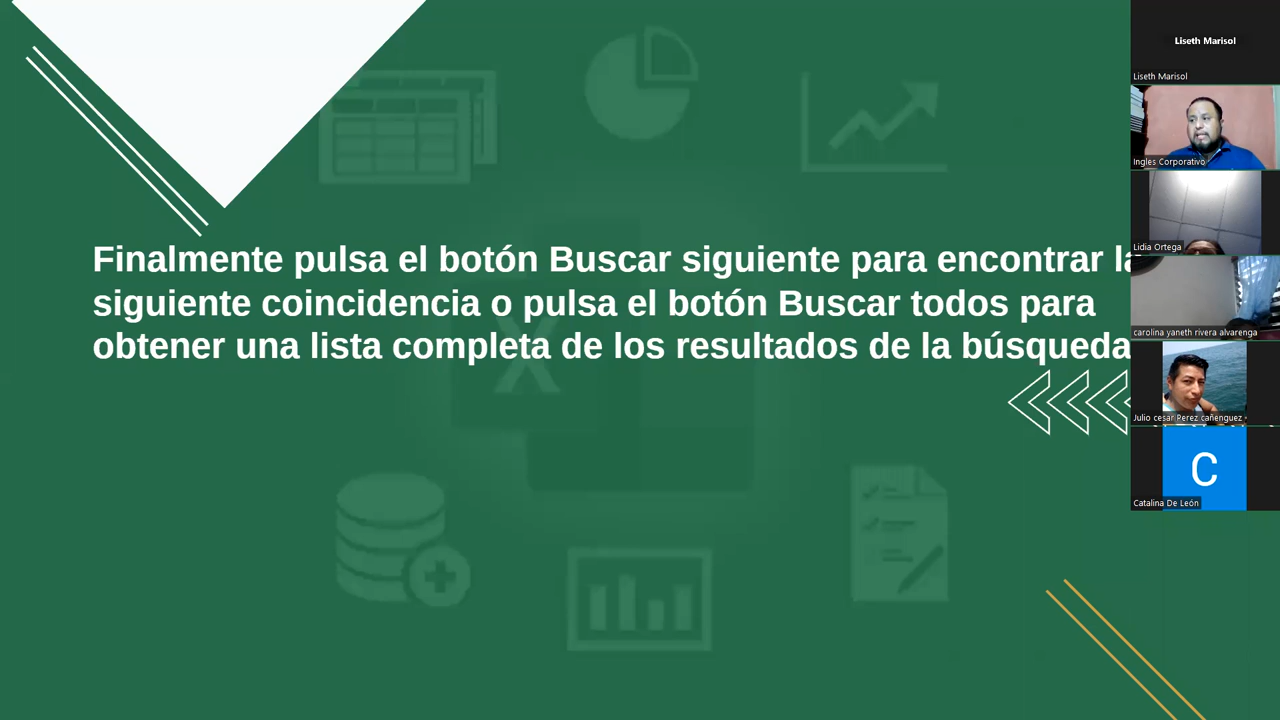 Finalmente pulsa el botón Buscar siguiente para encontrar la
siguiente coincidencia o pulsa el botón Buscar todos para
obtener una lista completa de los resultados de la búsqueda
X
Liseth Marisol
Liseth Marisol
Ingles Corporativo
Lidia Ortega
carolina yaneth rivera alvarenga
Julio cesar Perez cañenguez
C
Catalina De León